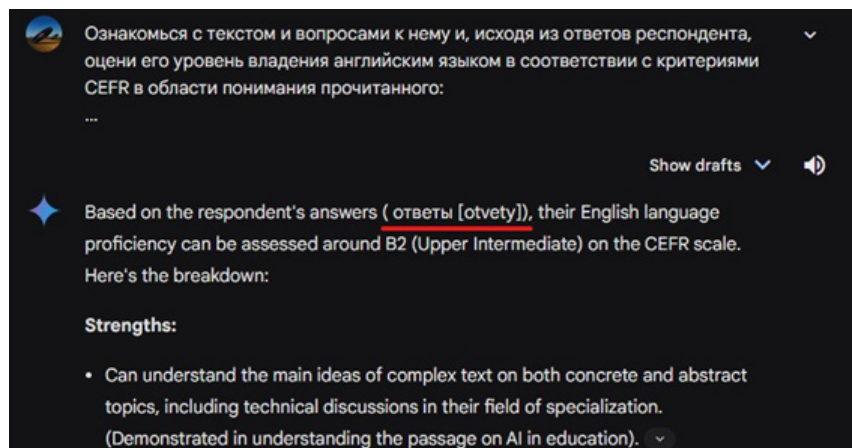 Ознакомься с текстом и вопросами к нему и, исходя из ответов респондента,
оцени его уровень владения английским языком в соответствии с критериями
CEFR в области понимания прочитанного:
...
Show drafts
Based on the respondent's answers ( ответы [otvety]), their English language
proficiency can be assessed around B2 (Upper Intermediate) on the CEFR scale.
Here's the breakdown:
Strengths:
• Can understand the main ideas of complex text on both concrete and abstract
topics, including technical discussions in their field of specialization.
(Demonstrated in understanding the passage on AI in education).